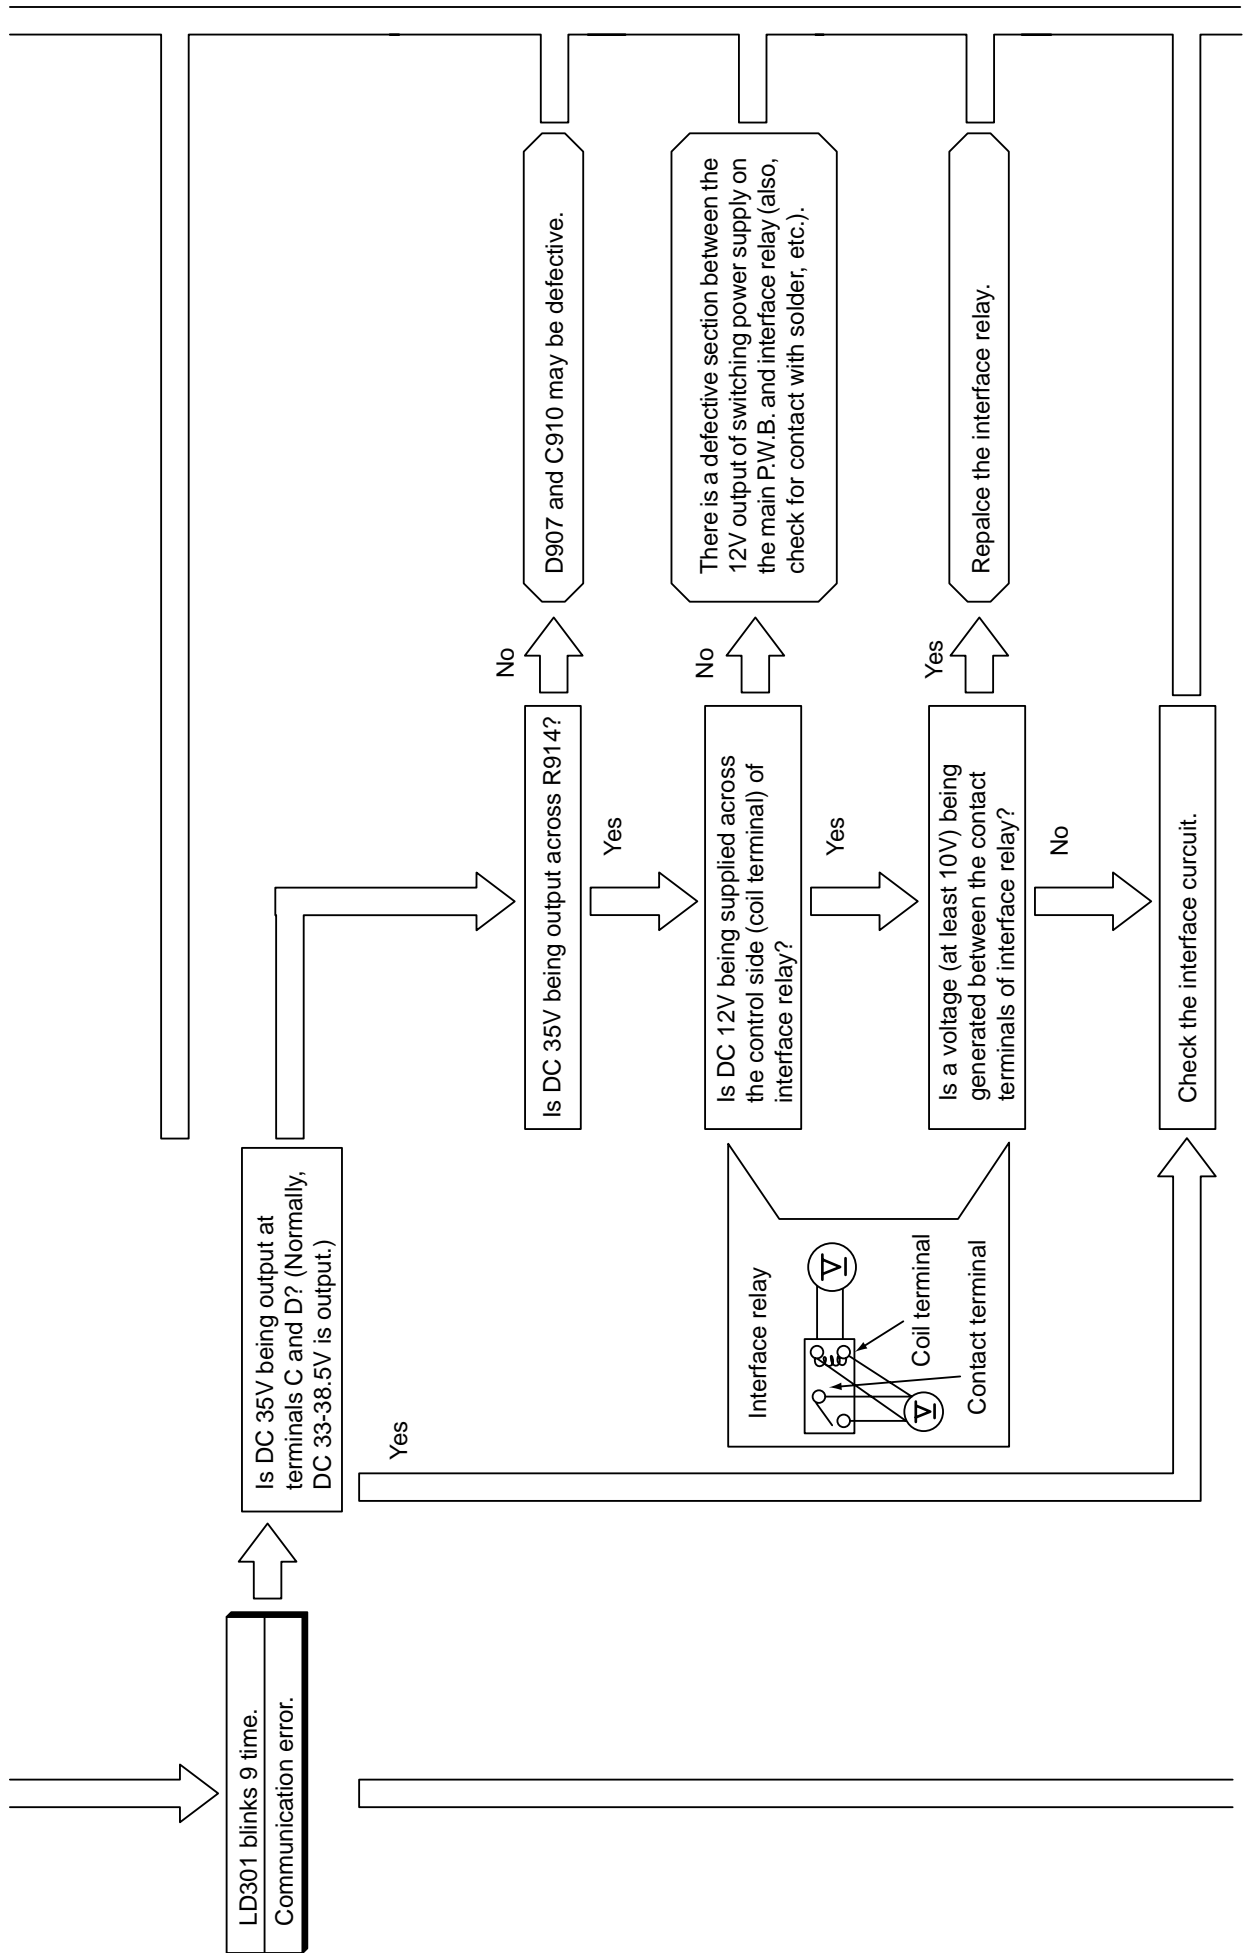 LD301 blinks 9 time.
Communication error.
Is DC 35V being output at
terminals C and D? (Normally,
DC 33-38.5V is output.)
Yes
Is DC 35V being output across R914?
No
D907 and C910 may be defective.
Yes
Is DC 12V being supplied across
the control side (coil terminal) of
interface relay?
No
There is a defective section between the
12V output of switching power supply on
the main P.W.B. and interface relay (also,
check for contact with solder, etc.).
Yes
Is a voltage (at least 10V) being
generated between the contact
terminals of interface relay?
Yes
Repalce the interface relay.
No
Check the interface curcuit.
Interface relay
V
V
Coil terminal
Contact terminal